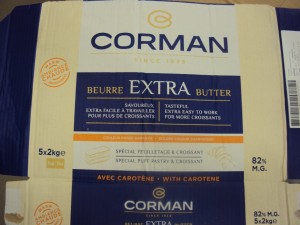 CORMAN
SINCE 1935
BEURRE EXTRA BUTTER
SAVOUREUX
EXTRA FACILE A TRAVAILLER
POUR PLUS DE CROISSANTS
TASTEFUL
EXTRA EASY TO WORK
FOR MORE CROISSANTS
SPÉCIAL FEUILLETAGE & CROISSANT
SPECIAL PUFF PASTRY & CROISSANT
5x2kg e
82%
M.G.
AVEC CAROTÈNE • WITH CAROTENE
CORMAN
SINCE 1935
BEURRE EXTRA BUTTER
82% M.G.
5x2kg e